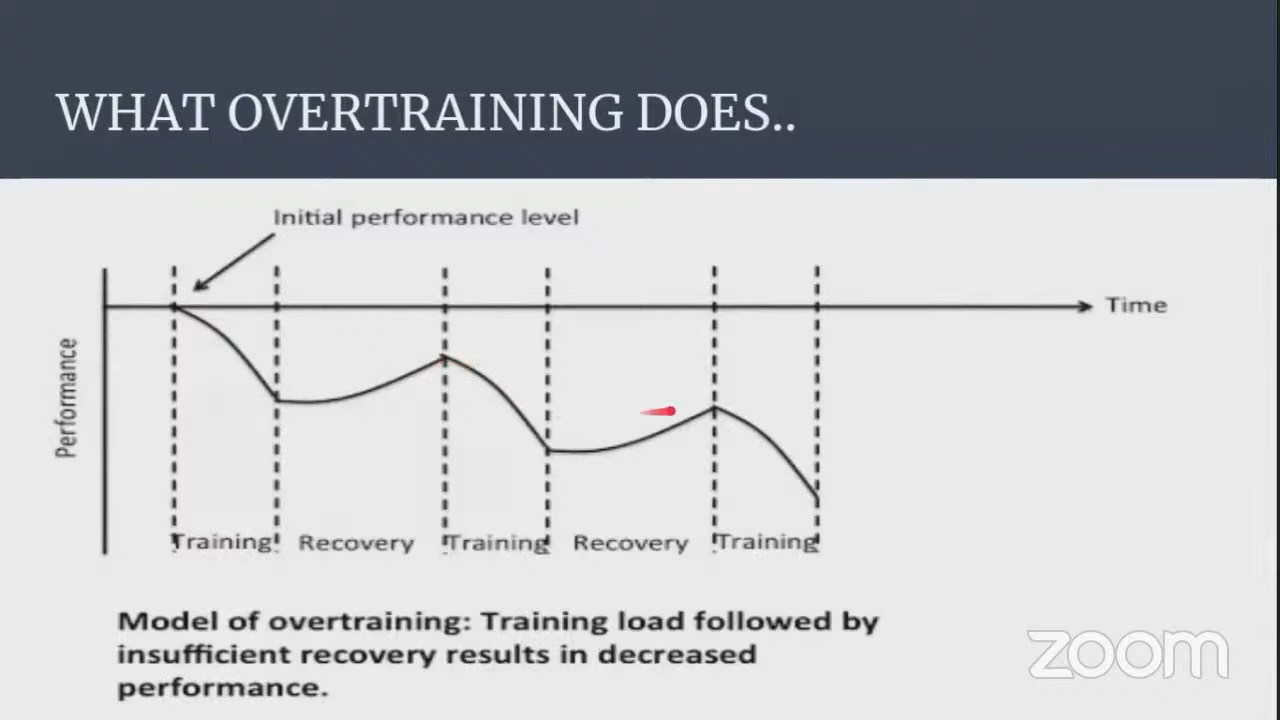 WHAT OVERTRAINING DOES..
Initial performance level
Time
Performance
Training
Recovery
Training
Recovery
Training
Model of overtraining: Training load followed by
insufficient recovery results in decreased
performance.
zoom